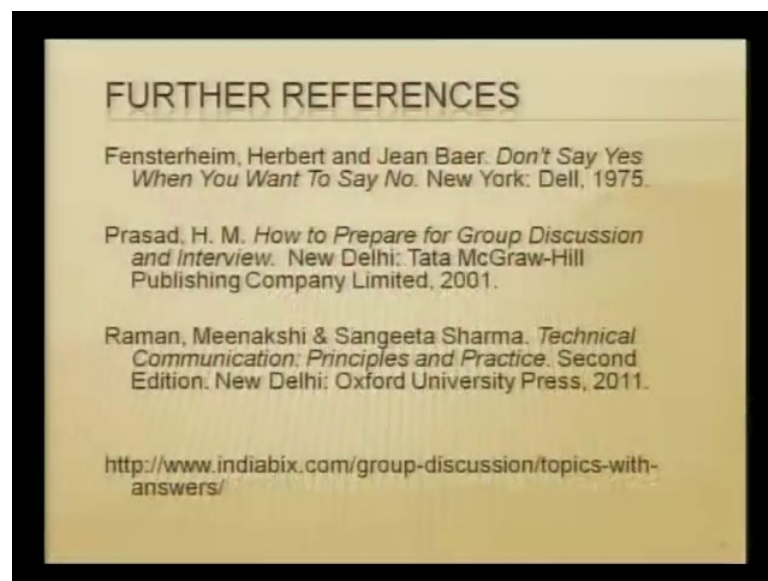 FURTHER REFERENCES
Fensterheim, Herbert and Jean Baer. Don't Say Yes
When You Want To Say No. New York: Dell, 1975.
Prasad, H. M. How to Prepare for Group Discussion
and Interview. New Delhi: Tata McGraw-Hill
Publishing Company Limited, 2001.
Raman, Meenakshi & Sangeeta Sharma. Technical
Communication: Principles and Practice. Second
Edition. New Delhi: Oxford University Press, 2011.
http://www.indiabix.com/group-discussion/topics-with-
answers/